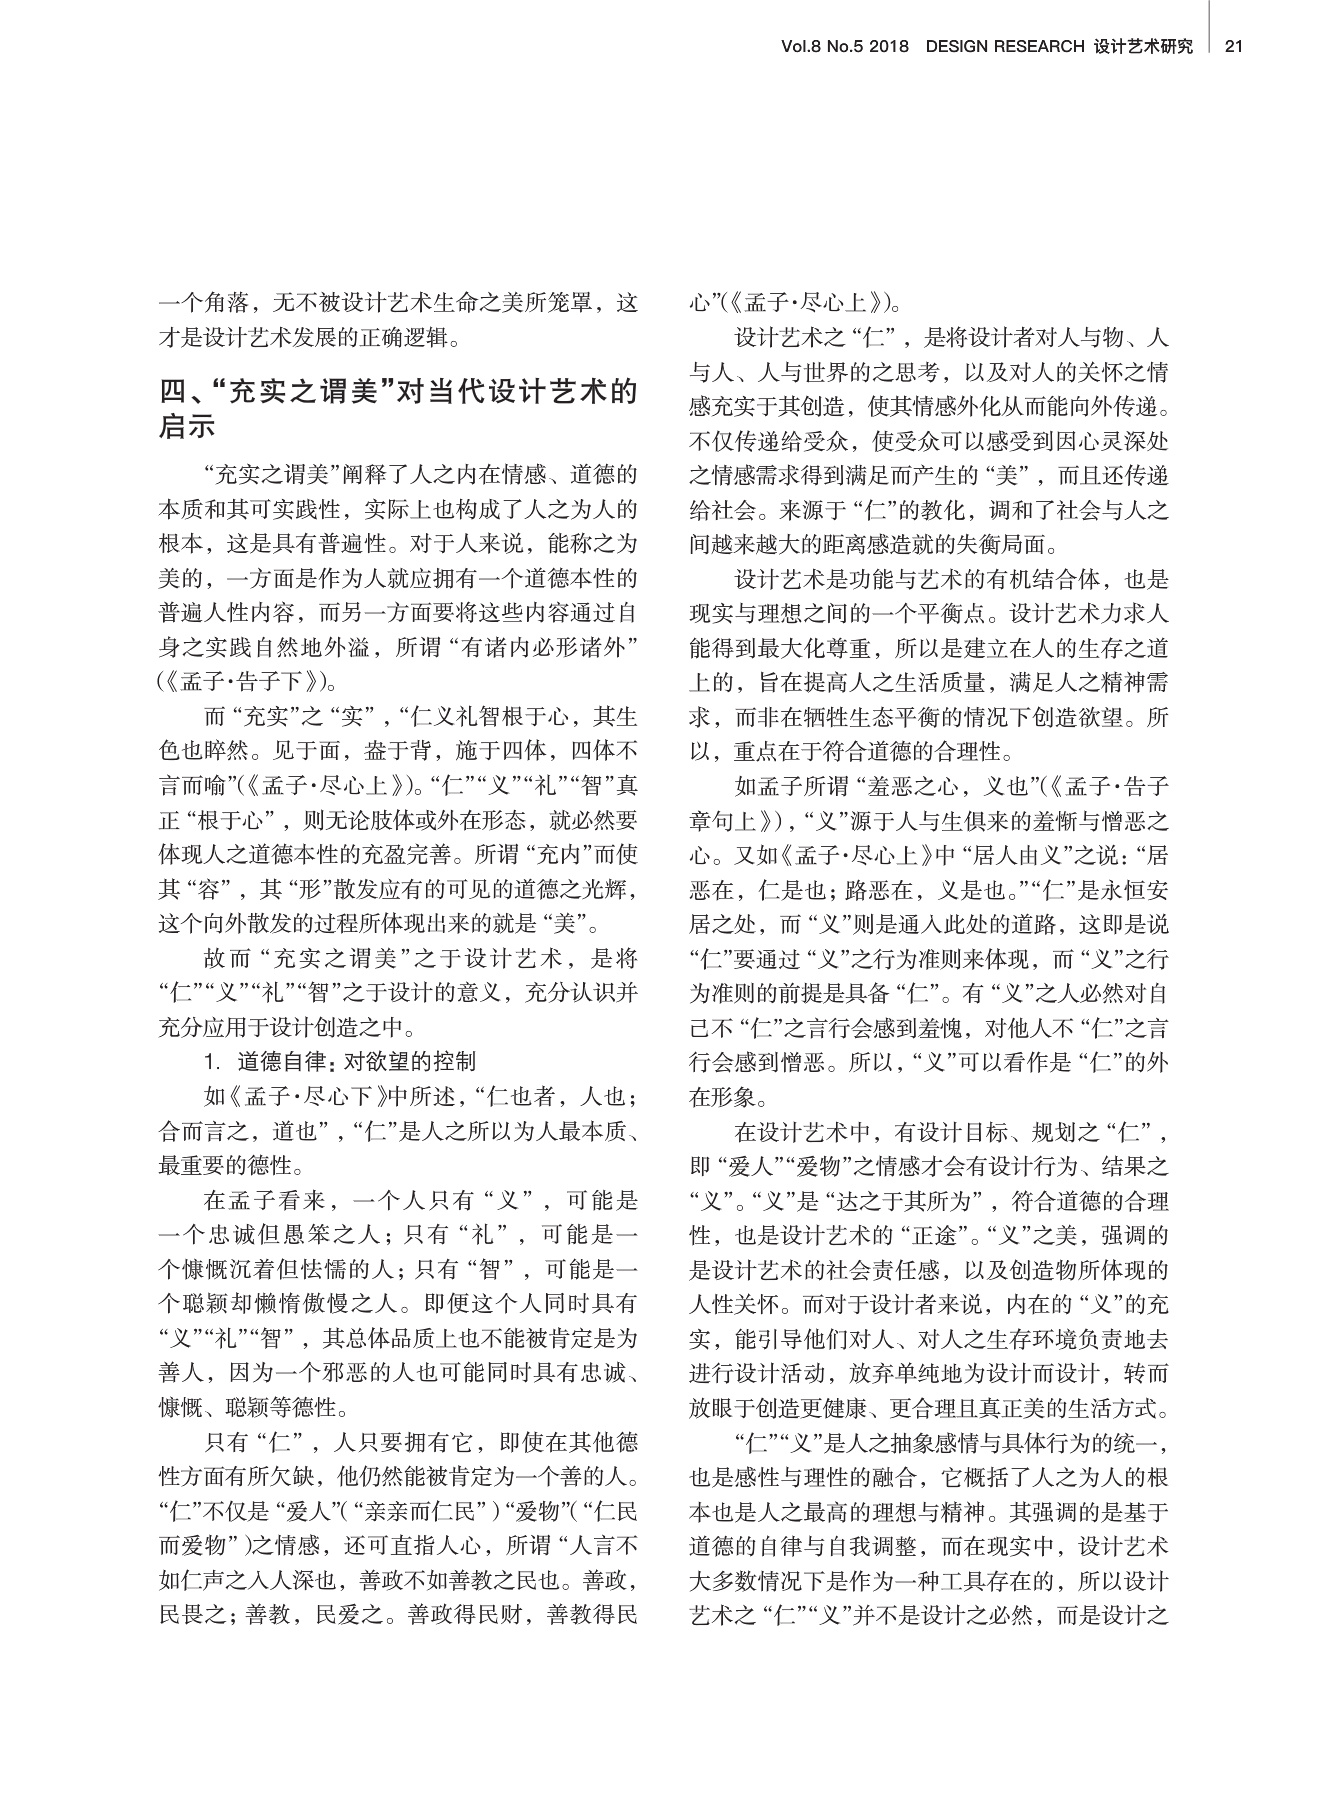 Vol.8 No.5 2018 DESIGN RESEARCH 设计艺术研究 21
一个角落，无不被设计艺术生命之美所笼罩，这
才是设计艺术发展的正确逻辑。
四、“充实之谓美”对当代设计艺术的
启示
“充实之谓美”阐释了人之内在情感、道德的
本质和其可实践性，实际上也构成了人之为人的
根本，这是具有普遍性。对于人来说，能称之为
美的，一方面是作为人就应拥有一个道德本性的
普遍人性内容，而另一方面要将这些内容通过自
身之实践自然地外溢，所谓“有诸内必形诸外”
(《孟子·告子下》)。
而“充实”之“实”，“仁义礼智根于心，其生
色也睟然。见于面，盎于背，施于四体，四体不
言而喻”(《孟子·尽心上》)。“仁”“义”“礼”“智”真
正“根于心”，则无论肢体或外在形态，就必然要
体现人之道德本性的充盈完善。所谓“充内”而使
其“容”，其“形”散发应有的可见的道德之光辉，
这个向外散发的过程所体现出来的就是“美”。
故而“充实之谓美”之于设计艺术，是将
“仁”“义”“礼”“智”之于设计的意义，充分认识并
充分应用于设计创造之中。
1. 道德自律：对欲望的控制
如《孟子·尽心下》中所述，“仁也者，人也；
合而言之，道也”，“仁”是人之所以为人最本质、
最重要的德性。
在孟子看来，一个人只有“义”，可能是
一个忠诚但愚笨之人；只有“礼”，可能是一
个慷慨沉着但怯懦的人；只有“智”，可能是一
个聪颖却懒惰傲慢之人。即便这个人同时具有
“义”“礼”“智”，其总体品质上也不能被肯定是为
善人，因为一个邪恶的人也可能同时具有忠诚、
慷慨、聪颖等德性。
只有“仁”，人只要拥有它，即使在其他德
性方面有所欠缺，他仍然能被肯定为一个善的人。
“仁”不仅是“爱人”(“亲亲而仁民”)“爱物”(“仁民
而爱物”)之情感，还可直指人心，所谓“人言不
如仁声之入人深也，善政不如善教之民也。善政，
民畏之；善教，民爱之。善政得民财，善教得民
心”(《孟子·尽心上》)。
设计艺术之“仁”，是将设计者对人与物、人
与人、人与世界的之思考，以及对人的关怀之情
感充实于其创造，使其情感外化从而能向外传递。
不仅传递给受众，使受众可以感受到因心灵深处
之情感需求得到满足而产生的“美”，而且还传递
给社会。来源于“仁”的教化，调和了社会与人之
间越来越大的距离感造就的失衡局面。
设计艺术是功能与艺术的有机结合体，也是
现实与理想之间的一个平衡点。设计艺术力求人
能得到最大化尊重，所以是建立在人的生存之道
上的，旨在提高人之生活质量，满足人之精神需
求，而非在牺牲生态平衡的情况下创造欲望。所
以，重点在于符合道德的合理性。
如孟子所谓“羞恶之心，义也”(《孟子·告子
章句上》)，“义”源于人与生俱来的羞惭与憎恶之
心。又如《孟子·尽心上》中“居人由义”之说：“居
恶在，仁是也；路恶在，义是也。”“仁”是永恒安
居之处，而“义”则是通入此处的道路，这即是说
“仁”要通过“义”之行为准则来体现，而“义”之行
为准则的前提是具备“仁”。有“义”之人必然对自
己不“仁”之言行会感到羞愧，对他人不“仁”之言
行会感到憎恶。所以，“义”可以看作是“仁”的外
在形象。
在设计艺术中，有设计目标、规划之“仁”，
即“爱人”“爱物”之情感才会有设计行为、结果之
“义”。“义”是“达之于其所为”，符合道德的合理
性，也是设计艺术的“正途”。“义”之美，强调的
是设计艺术的社会责任感，以及创造物所体现的
人性关怀。而对于设计者来说，内在的“义”的充
实，能引导他们对人、对人之生存环境负责地去
进行设计活动，放弃单纯地为设计而设计，转而
放眼于创造更健康、更合理且真正美的生活方式。
“仁”“义”是人之抽象感情与具体行为的统一，
也是感性与理性的融合，它概括了人之为人的根
本也是人之最高的理想与精神。其强调的是基于
道德的自律与自我调整，而在现实中，设计艺术
大多数情况下是作为一种工具存在的，所以设计
艺术之“仁”“义”并不是设计之必然，而是设计之